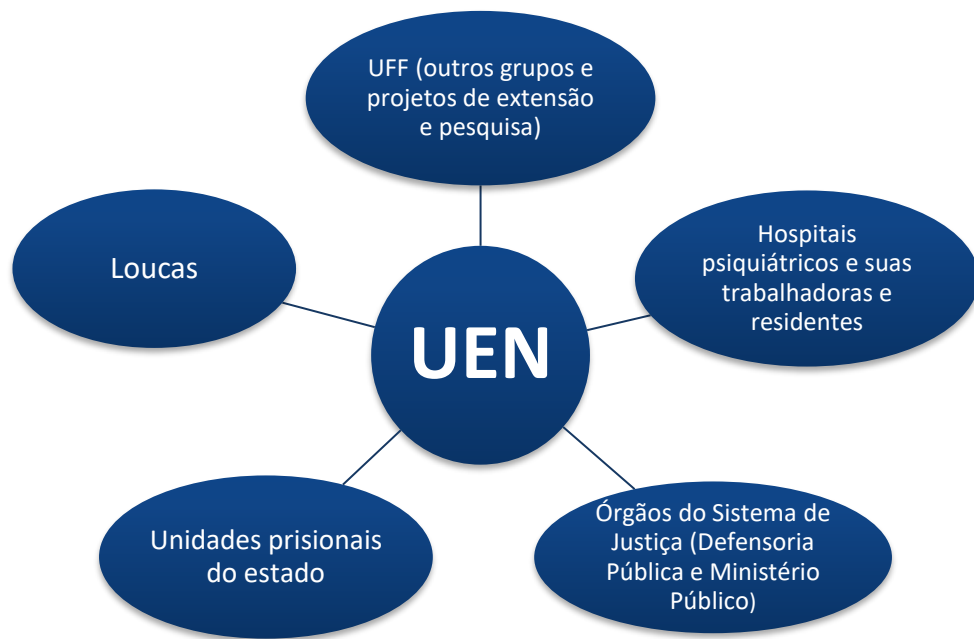 UFF (outros grupos e
projetos de extensão
e pesquisa)
Loucas
Hospitais
psiquiátricos e suas
trabalhadoras e
residentes
UEN
Unidades prisionais
do estado
Órgãos do Sistema de
Justiça (Defensoria
Pública e Ministério
Público)